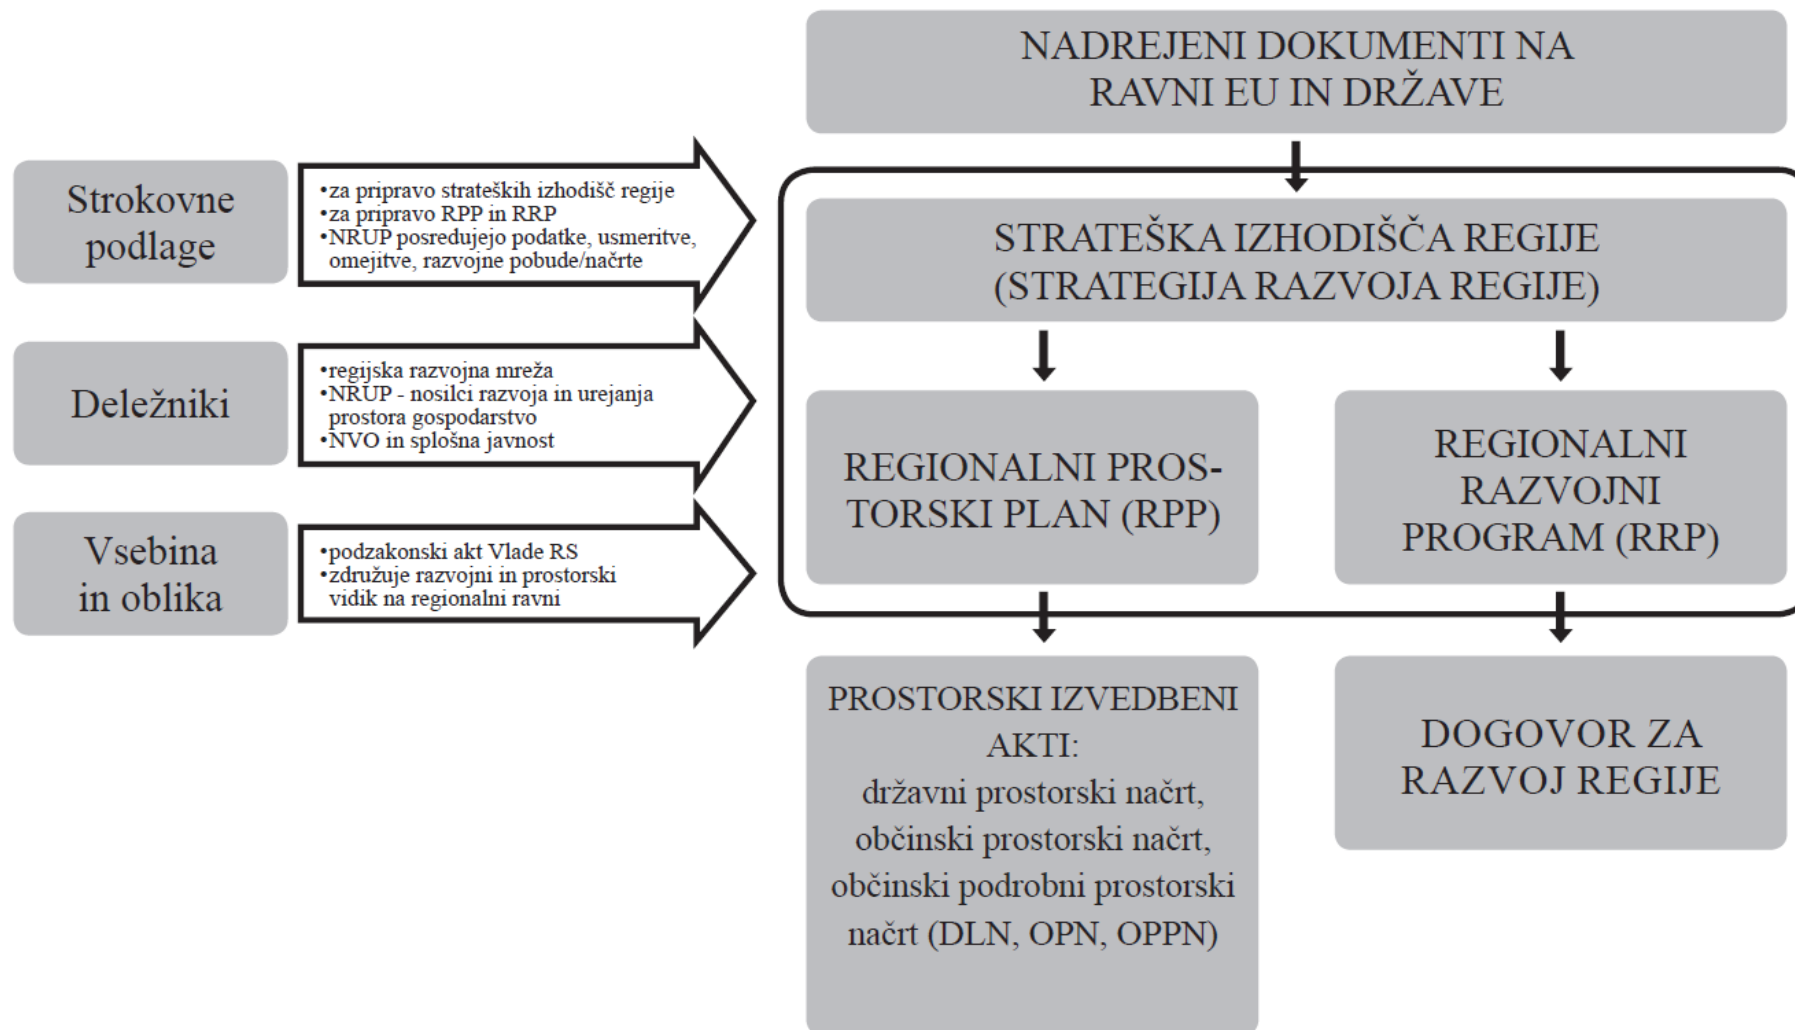 NADREJENI DOKUMENTI NA
RAVNI EU IN DRŽAVE
Strokovne
podlage
•za pripravo strateških izhodišč regije
•za pripravo RPP in RRP
•NRUP posredujejo podatke, usmeritve,
omejitve, razvojne pobude/načrte
STRATEŠKA IZHODIŠČA REGIJE
(STRATEGIJA RAZVOJA REGIJE)
Deležniki
•regijska razvojna mreža
•NRUP - nosilci razvoja in urejanja
prostora gospodarstvo
•NVO in splošna javnost
REGIONALNI PROS-
TORSKI PLAN (RPP)
REGIONALNI
RAZVOJNI
PROGRAM (RRP)
Vsebina
in oblika
•podzakonski akt Vlade RS
•združuje razvojni in prostorski
vidik na regionalni ravni
PROSTORSKI IZVEDBENI
AKTI:
državni prostorski načrt,
občinski prostorski načrt,
občinski podrobni prostorski
načrt (DLN, OPN, OPPN)
DOGOVOR ZA
RAZVOJ REGIJE